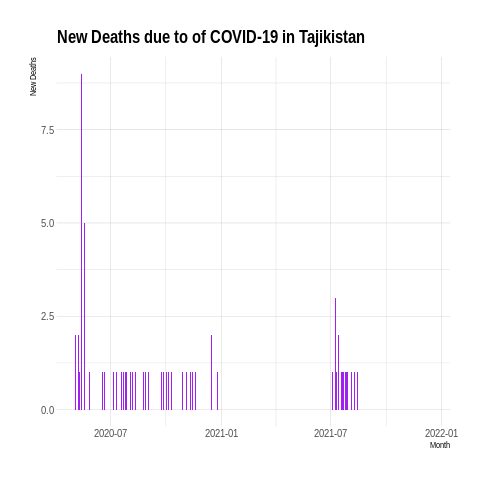 New Deaths due to of COVID-19 in Tajikistan
New Deaths
7.5
5.0
2.5
0.0
2020-07 2021-01 2021-07 2022-01
Month